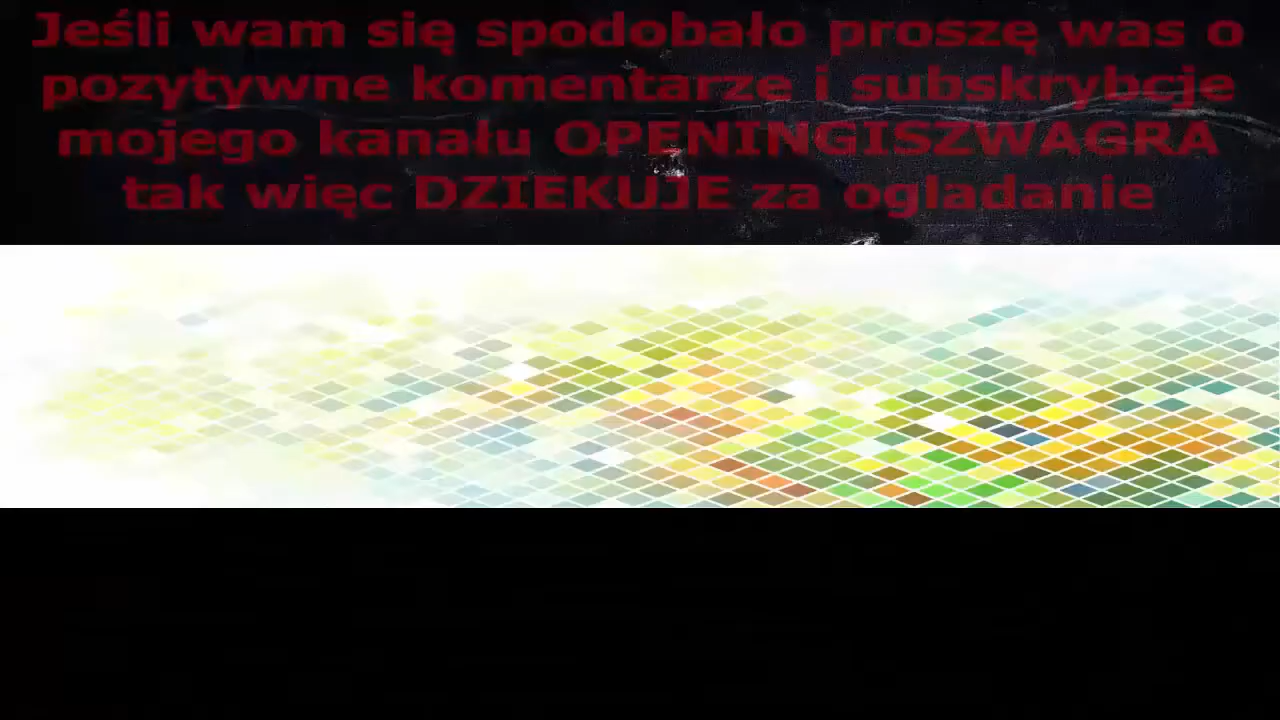 Jeśli wam się spodobało proszę was o
pozytywne komentarze i subskrybcje
mojego kanału OPENINGISZWAGRA
tak więc DZIEKUJE za ogladanie